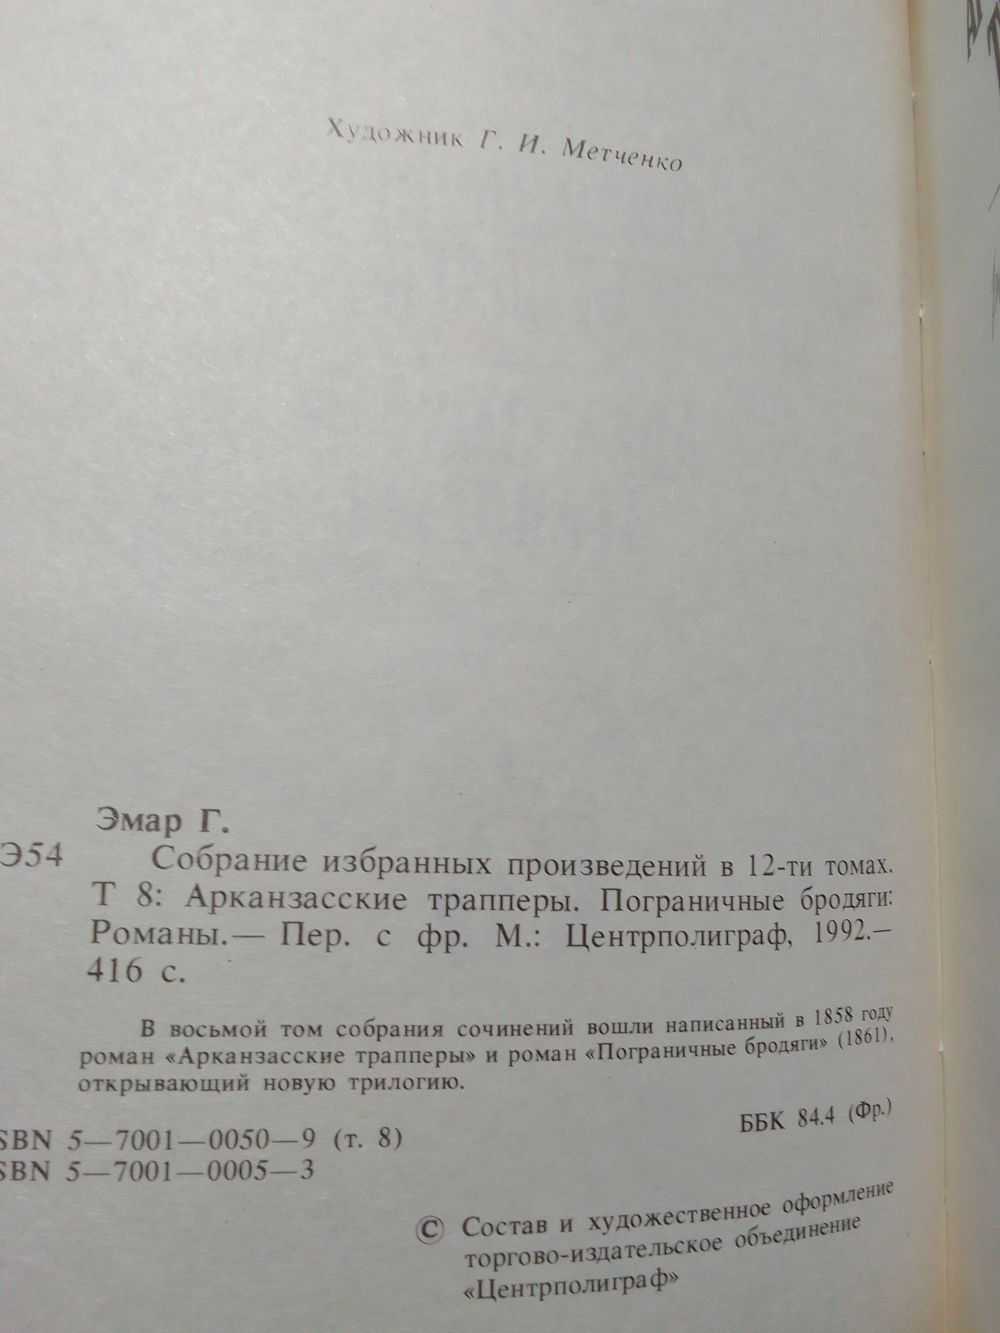 Художник Г. И. Метченко
Эмар Г.
Э54
Собрание избранных произведений в 12-ти томах.
Т 8: Арканзасские трапперы. Пограничные бродяги:
Романы.— Пер. с фр. М.: Центрполиграф, 1992.—
416 с.
В восьмой том собрания сочинений вошли написанный в 1858 году
роман «Арканзасские трапперы» и роман «Пограничные бродяги» (1861),
открывающий новую трилогию.
ББК 84.4 (Фр.)
SBN 5—7001—0050—9 (т. 8)
SBN 5—7001—0005—3
© Состав и художественное оформление
торгово-издательское объединение
«Центрполиграф»